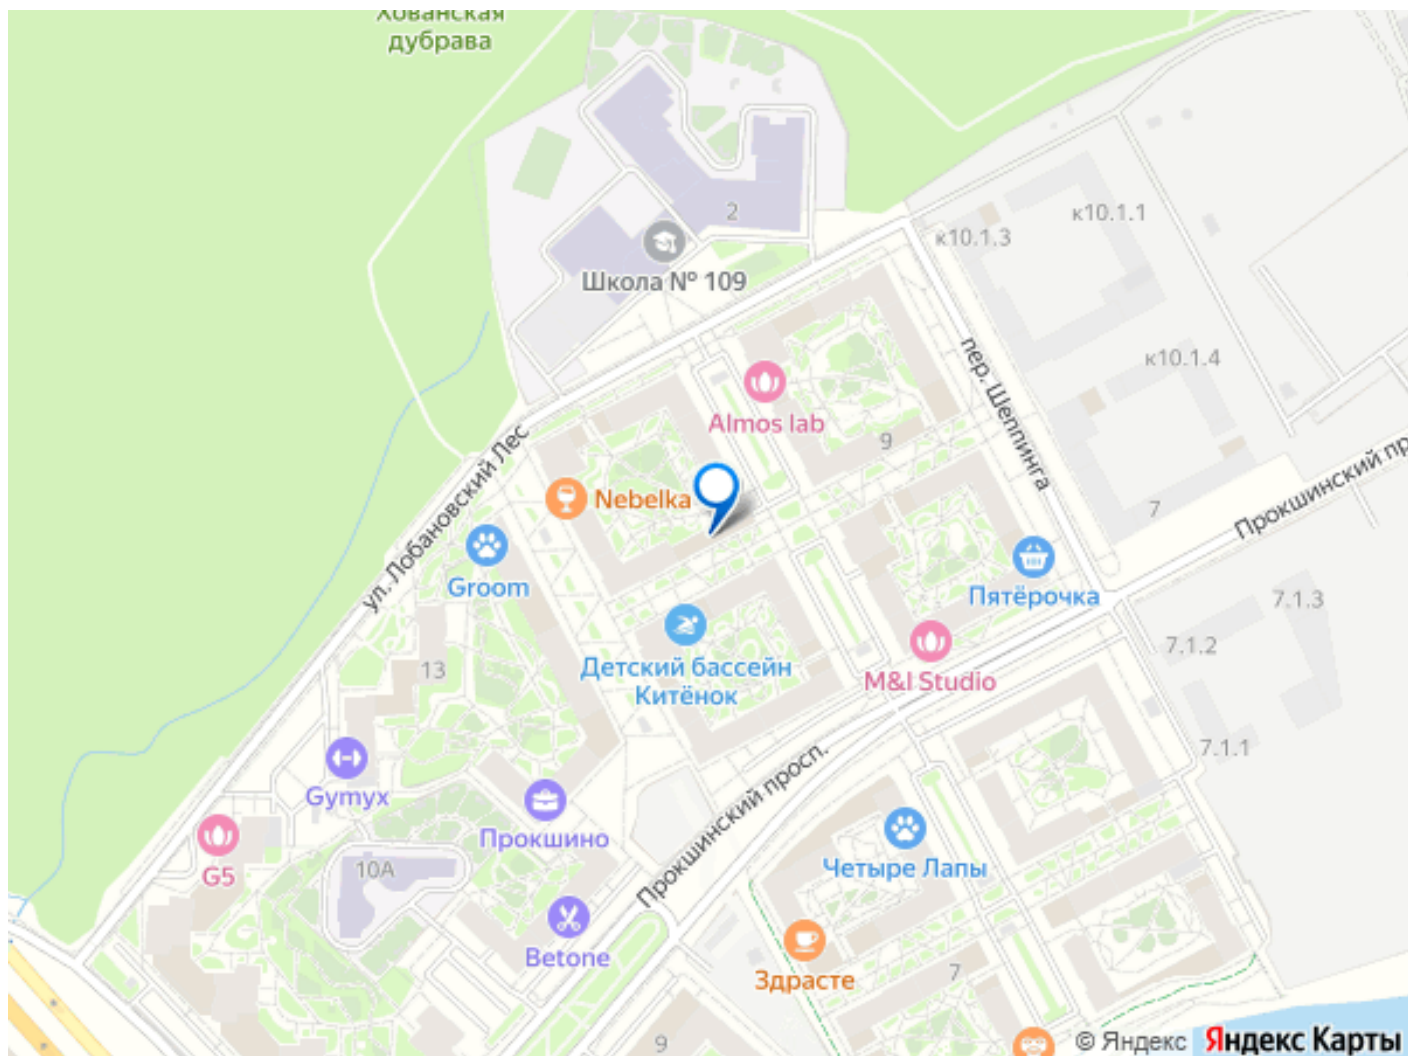 Хованская
дубрава
2
к10.1.1
к10.1.3
Школа № 109
пер. Шеппинга
к10.1.4
Almos lab
9
ул. Лобановский Лес
Nebelka
7
Прокшинский пр
Groom
Пятёрочка
7.1.3
7.1.2
Детский бассейн
Китёнок
13
M&I Studio
7.1.1
Прокшинский просп.
Gymyx
Прокшино
G5
10А
Четыре Лапы
Betone
Здрасте
7
9
© Яндекс Яндекс Карты